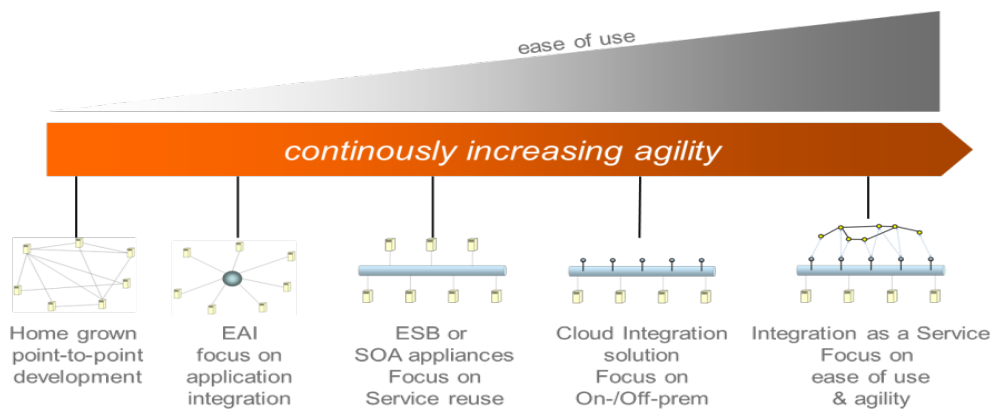 ease of use
continously increasing agility
Home grown
point-to-point
development
EAI
focus on
application
integration
ESB or
SOA appliances
Focus on
Service reuse
Cloud Integration
solution
Focus on
On-/Off-prem
Integration as a Service
Focus on
ease of use
& agility